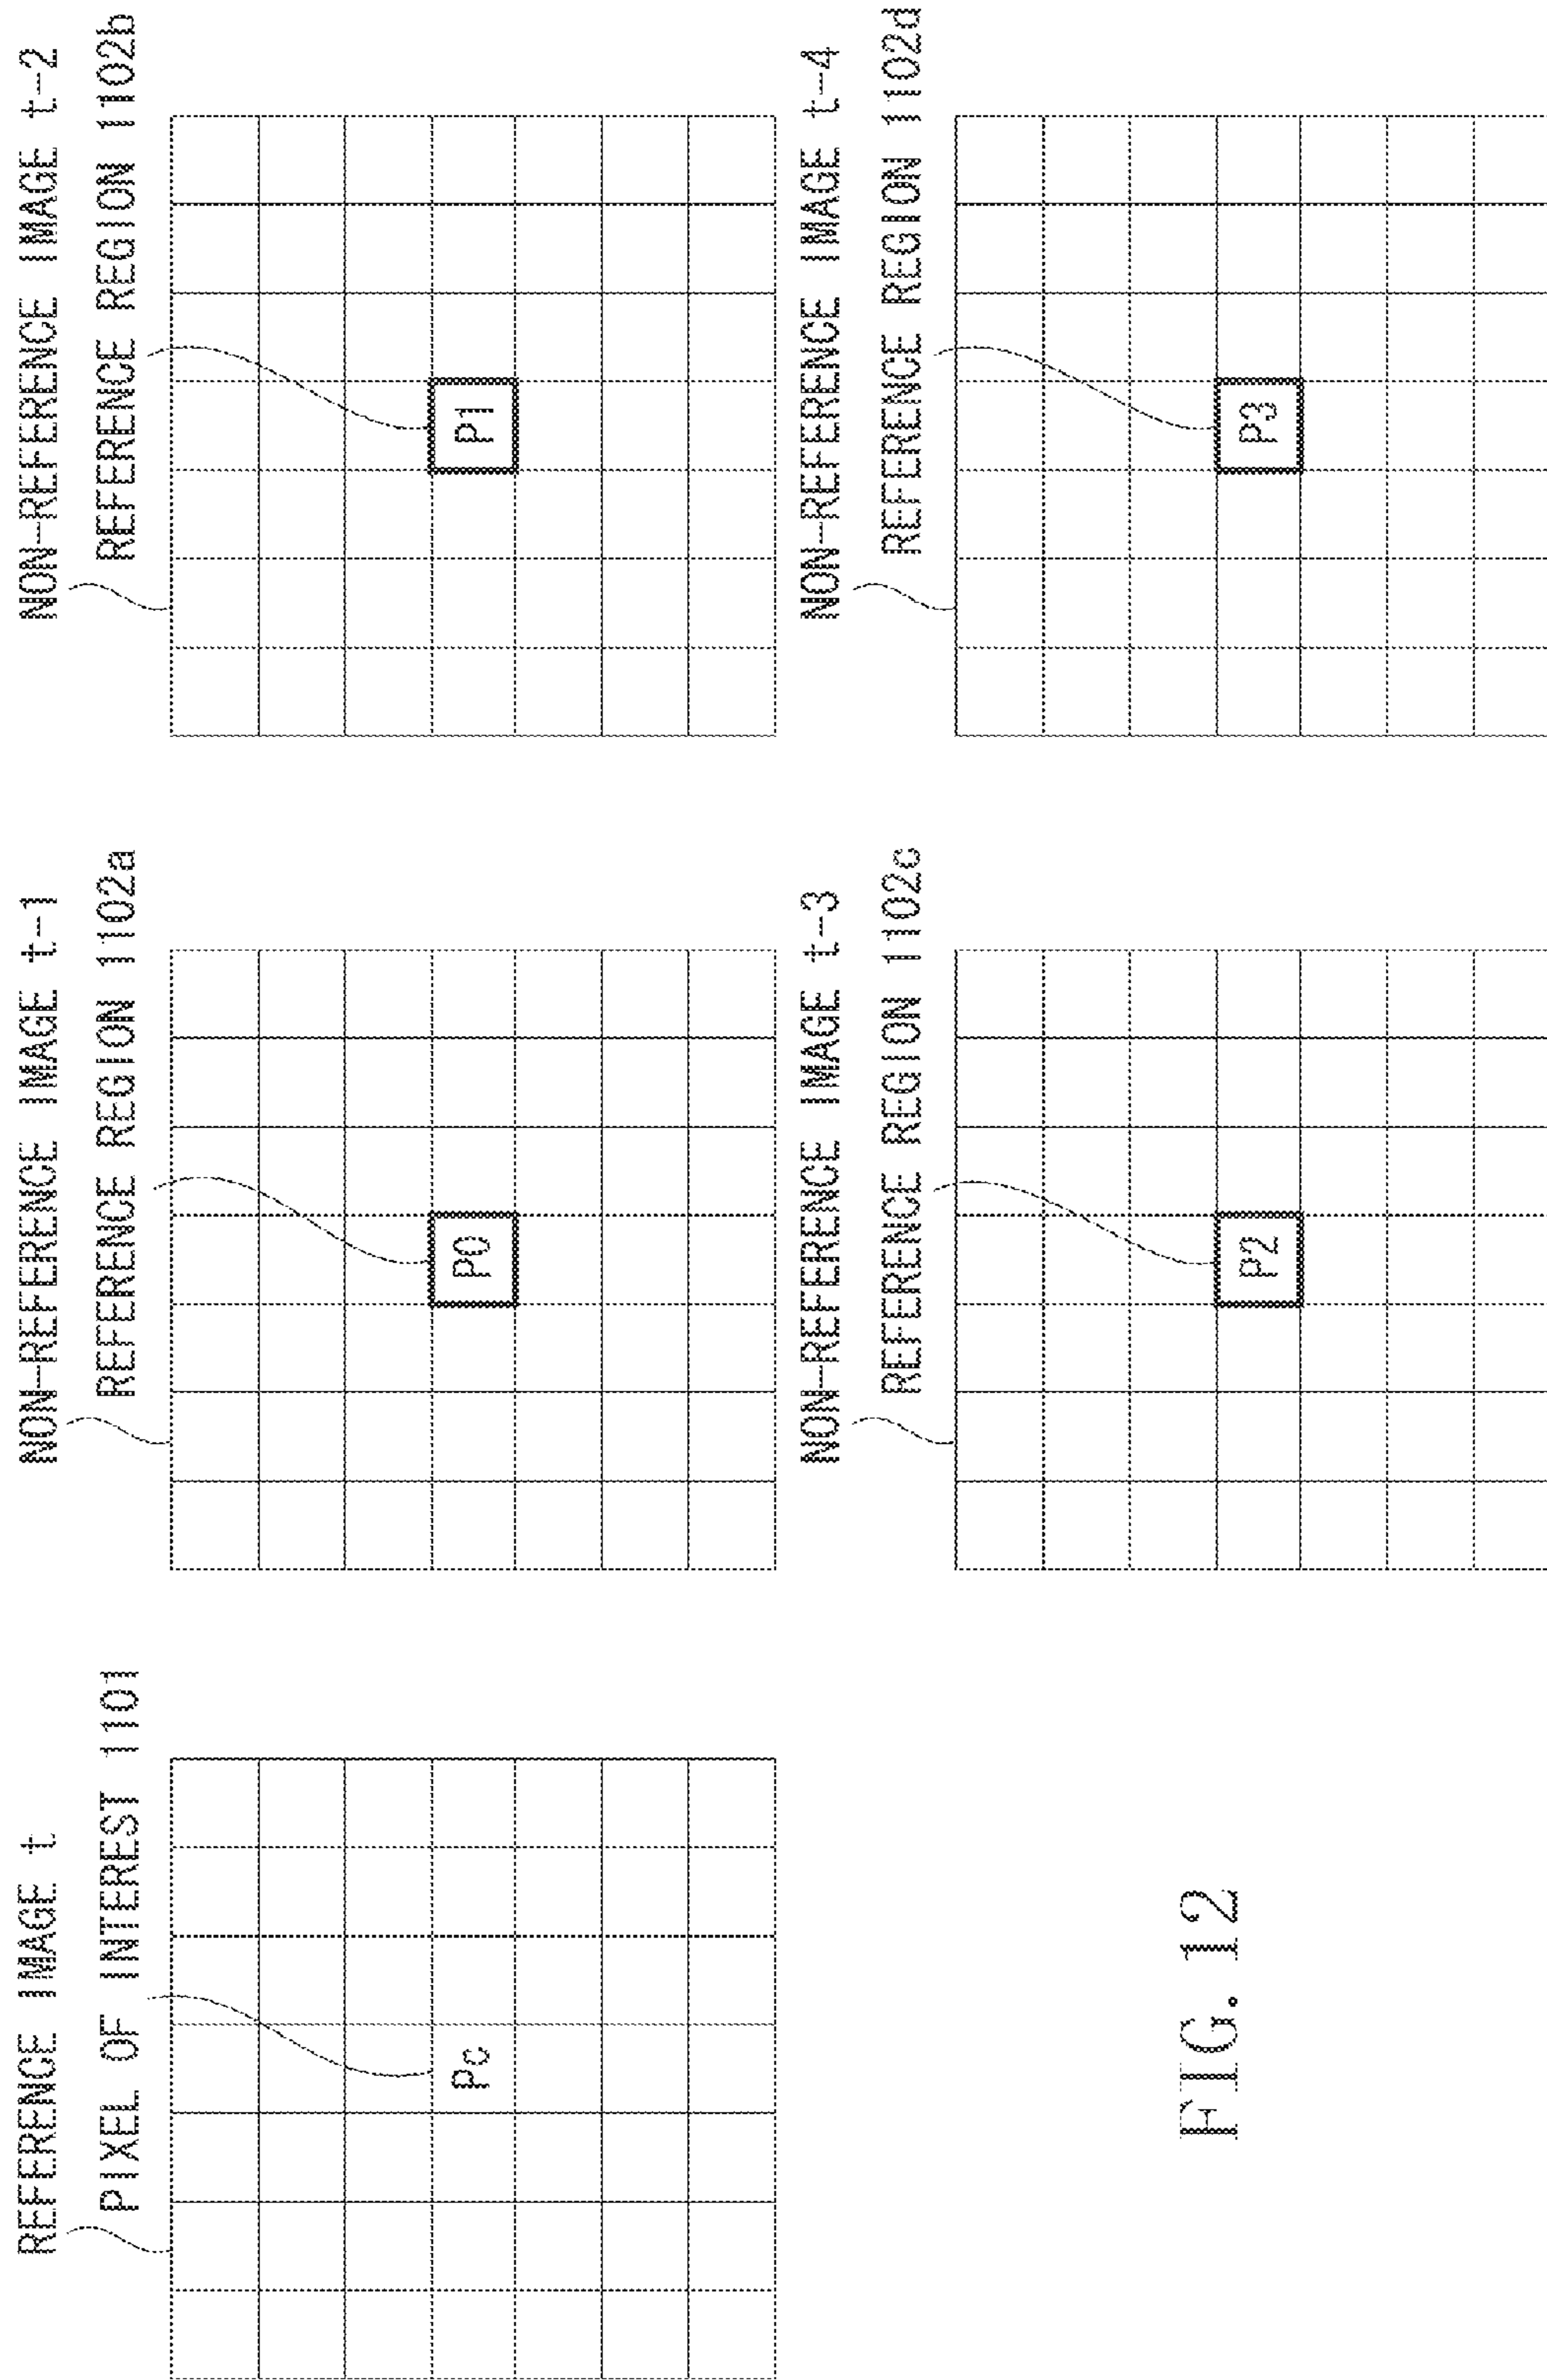 REFERENCE IMAGE t
PIXEL OF INTEREST 1101
Pc
NON-REFERENCE IMAGE t-1
REFERENCE REGION 1102a
P0
NON-REFERENCE IMAGE t-2
REFERENCE REGION 1102b
P1
NON-REFERENCE IMAGE t-3
REFERENCE REGION 1102c
P2
NON-REFERENCE IMAGE t-4
REFERENCE REGION 1102d
P3
FIG. 12